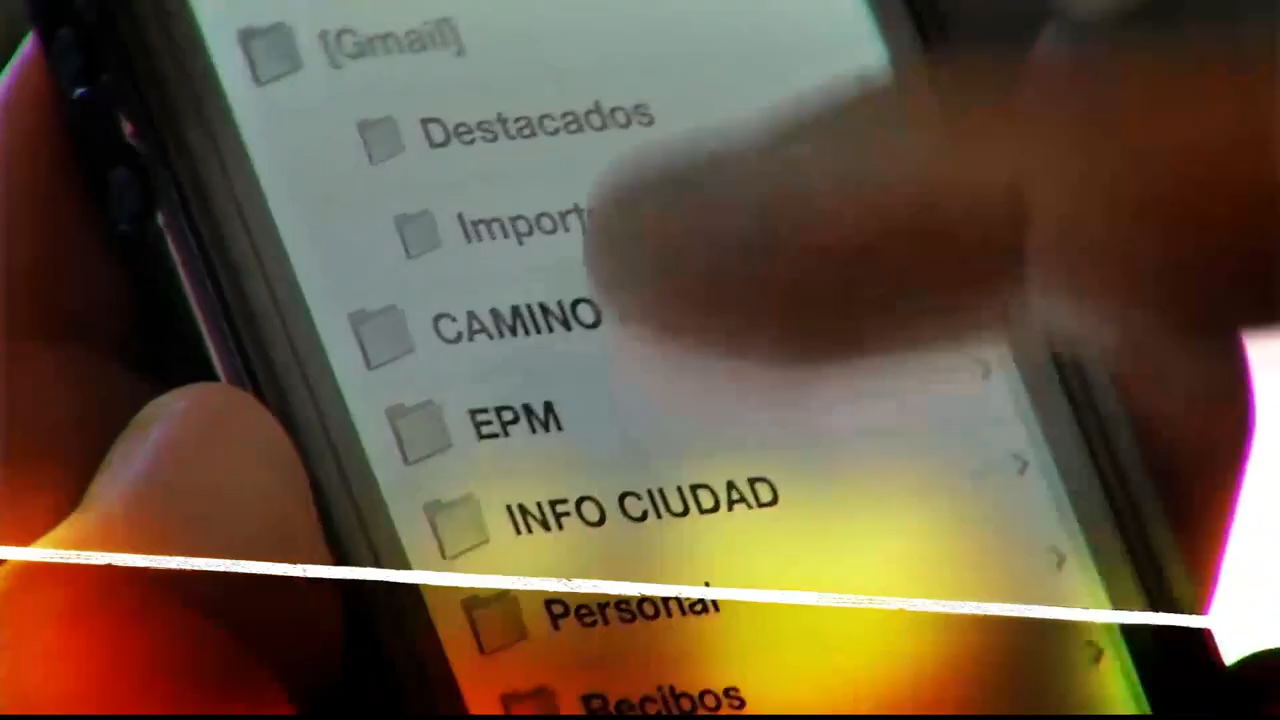 [Gmail]
Destacados
Import
CAMINO
EPM
INFO CIUDAD
Personal
Recibos